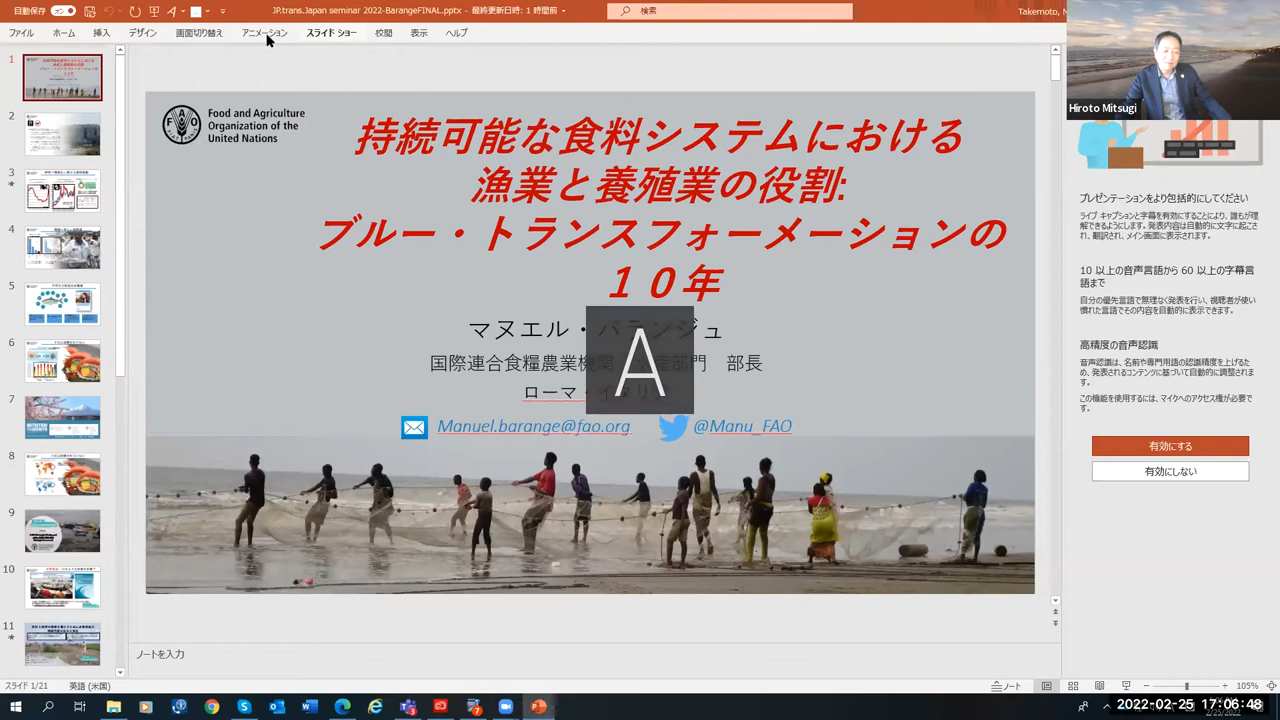 自動保存
オン
JP.trans.Japan seminar 2022-BarangeFINAL.pptx - 最終更新日時: 1 時間前
検索
Takemoto, N
ファイル
ホーム
挿入
デザイン
画面切り替え
アニメーション
スライド ショー
校閲
表示
ヘルプ
Hiroto Mitsugi
1
2
6
7
8
9
10
11
Food and Agriculture
Organization of the
United Nations
持続可能な食料システムにおける
漁業と養殖業の役割:
ブルー・トランスフォーメーションの
１０年
マヌエル・バランジュ
国際連合食糧農業機関
部門 部長
ローマ
Manuel.barange@fao.org
@Manu_FAO
A
プレゼンテーションをより包括的にしてください
ライブ キャプションと字幕を有効にすることにより、誰もが理
解できるようにします。発表内容は自動的に文字に起こさ
れ、翻訳され、メイン画面に表示されます。
10 以上の音声言語から 60 以上の字幕言
語まで
自分の優先言語で無理なく発表を行い、視聴者が使い
慣れた言語でその内容を自動的に表示できます。
高精度の音声認識
音声認識は、名前や専門用語の認識精度を上げるた
め、発表されるコンテンツに基づいて自動的に調整されま
す。
この機能を使用するには、マイクへのアクセス権が必要で
す。
有効にする
有効にしない
ノートを入力
スライド 1/21
英語 (米国)
ノート
105%
2022-02-25 17:06:48